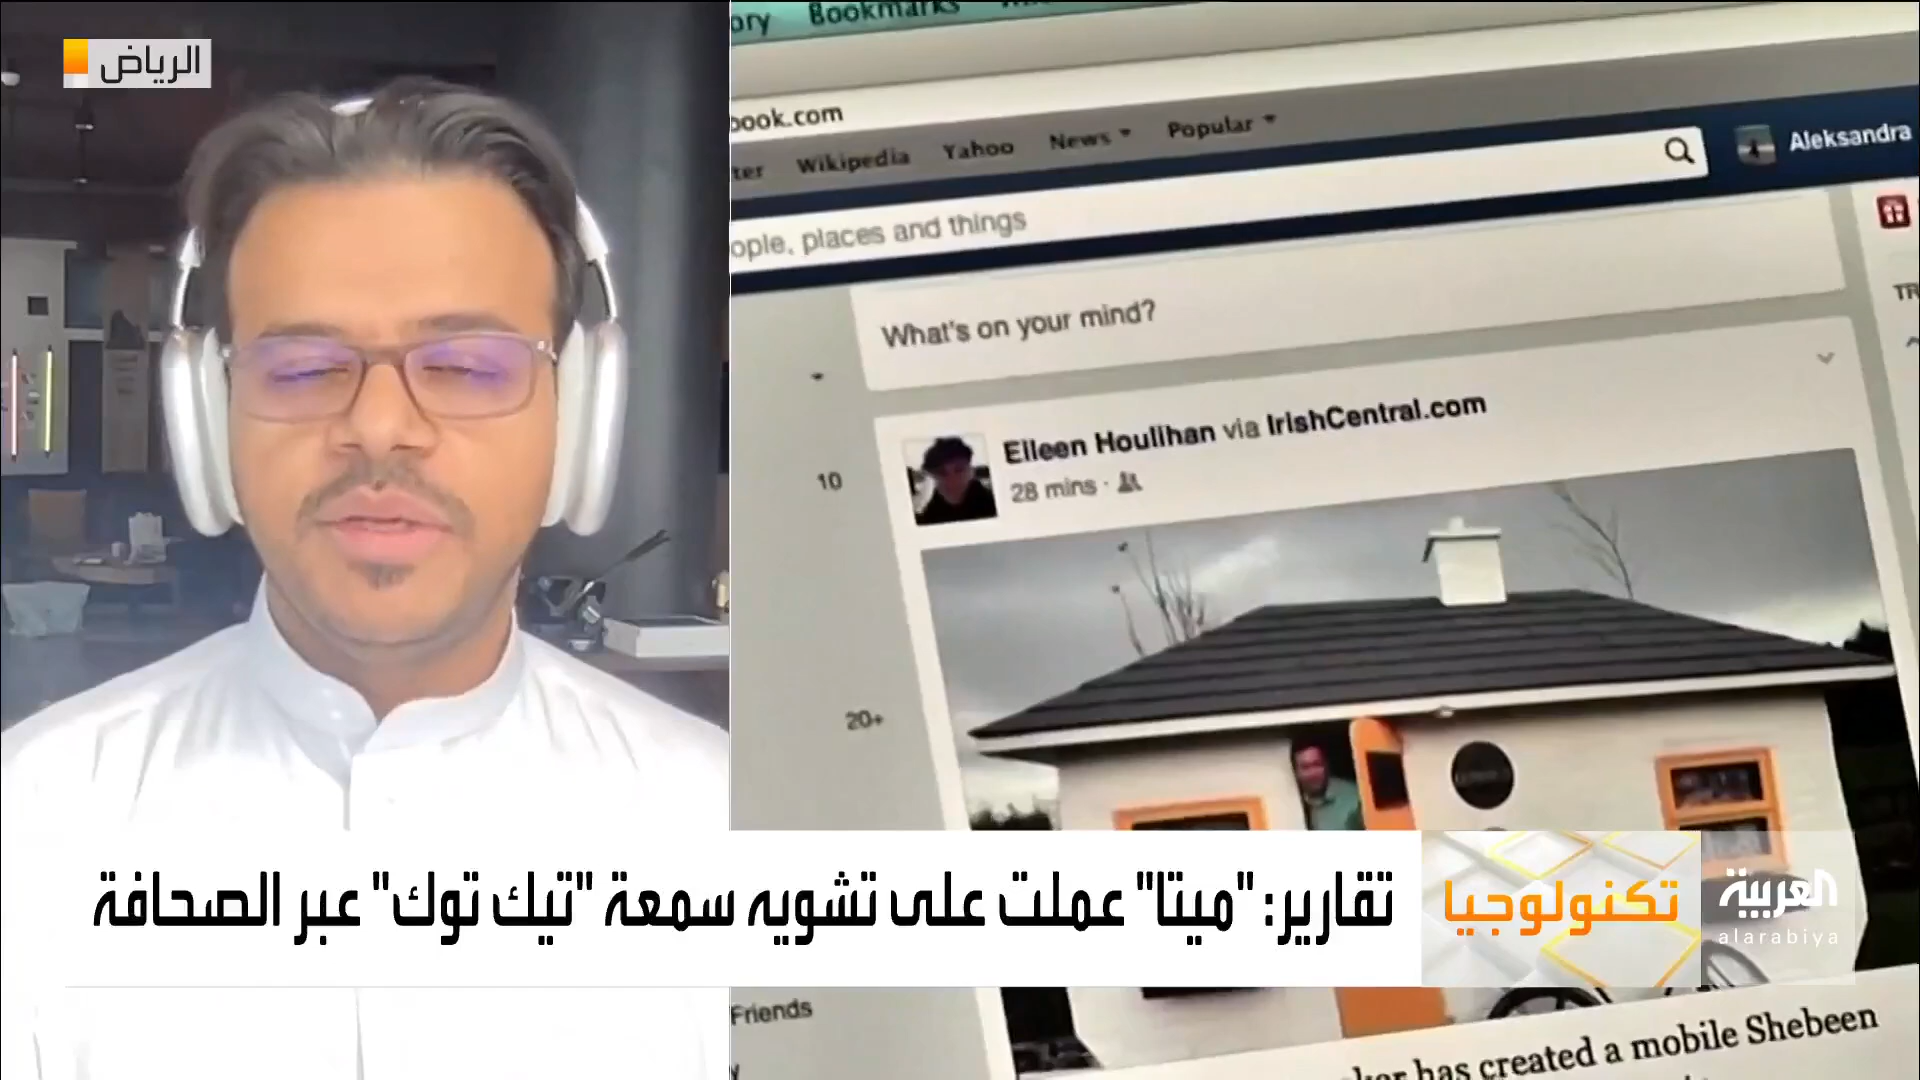 الرياض
ory Bookmarks
book.com
ter Wikipedia Yahoo News Popular
Aleksandra
ople, places and things
What's on your mind?
Eileen Houlihan via IrishCentral.com
28 mins ·
10
20+
TR
تقارير: "ميتا" عملت على تشويه سمعة "تيك توك" عبر الصحافة
تكنولوجيا
العربية
alarabiya
Friends
has created a mobile Shebeen